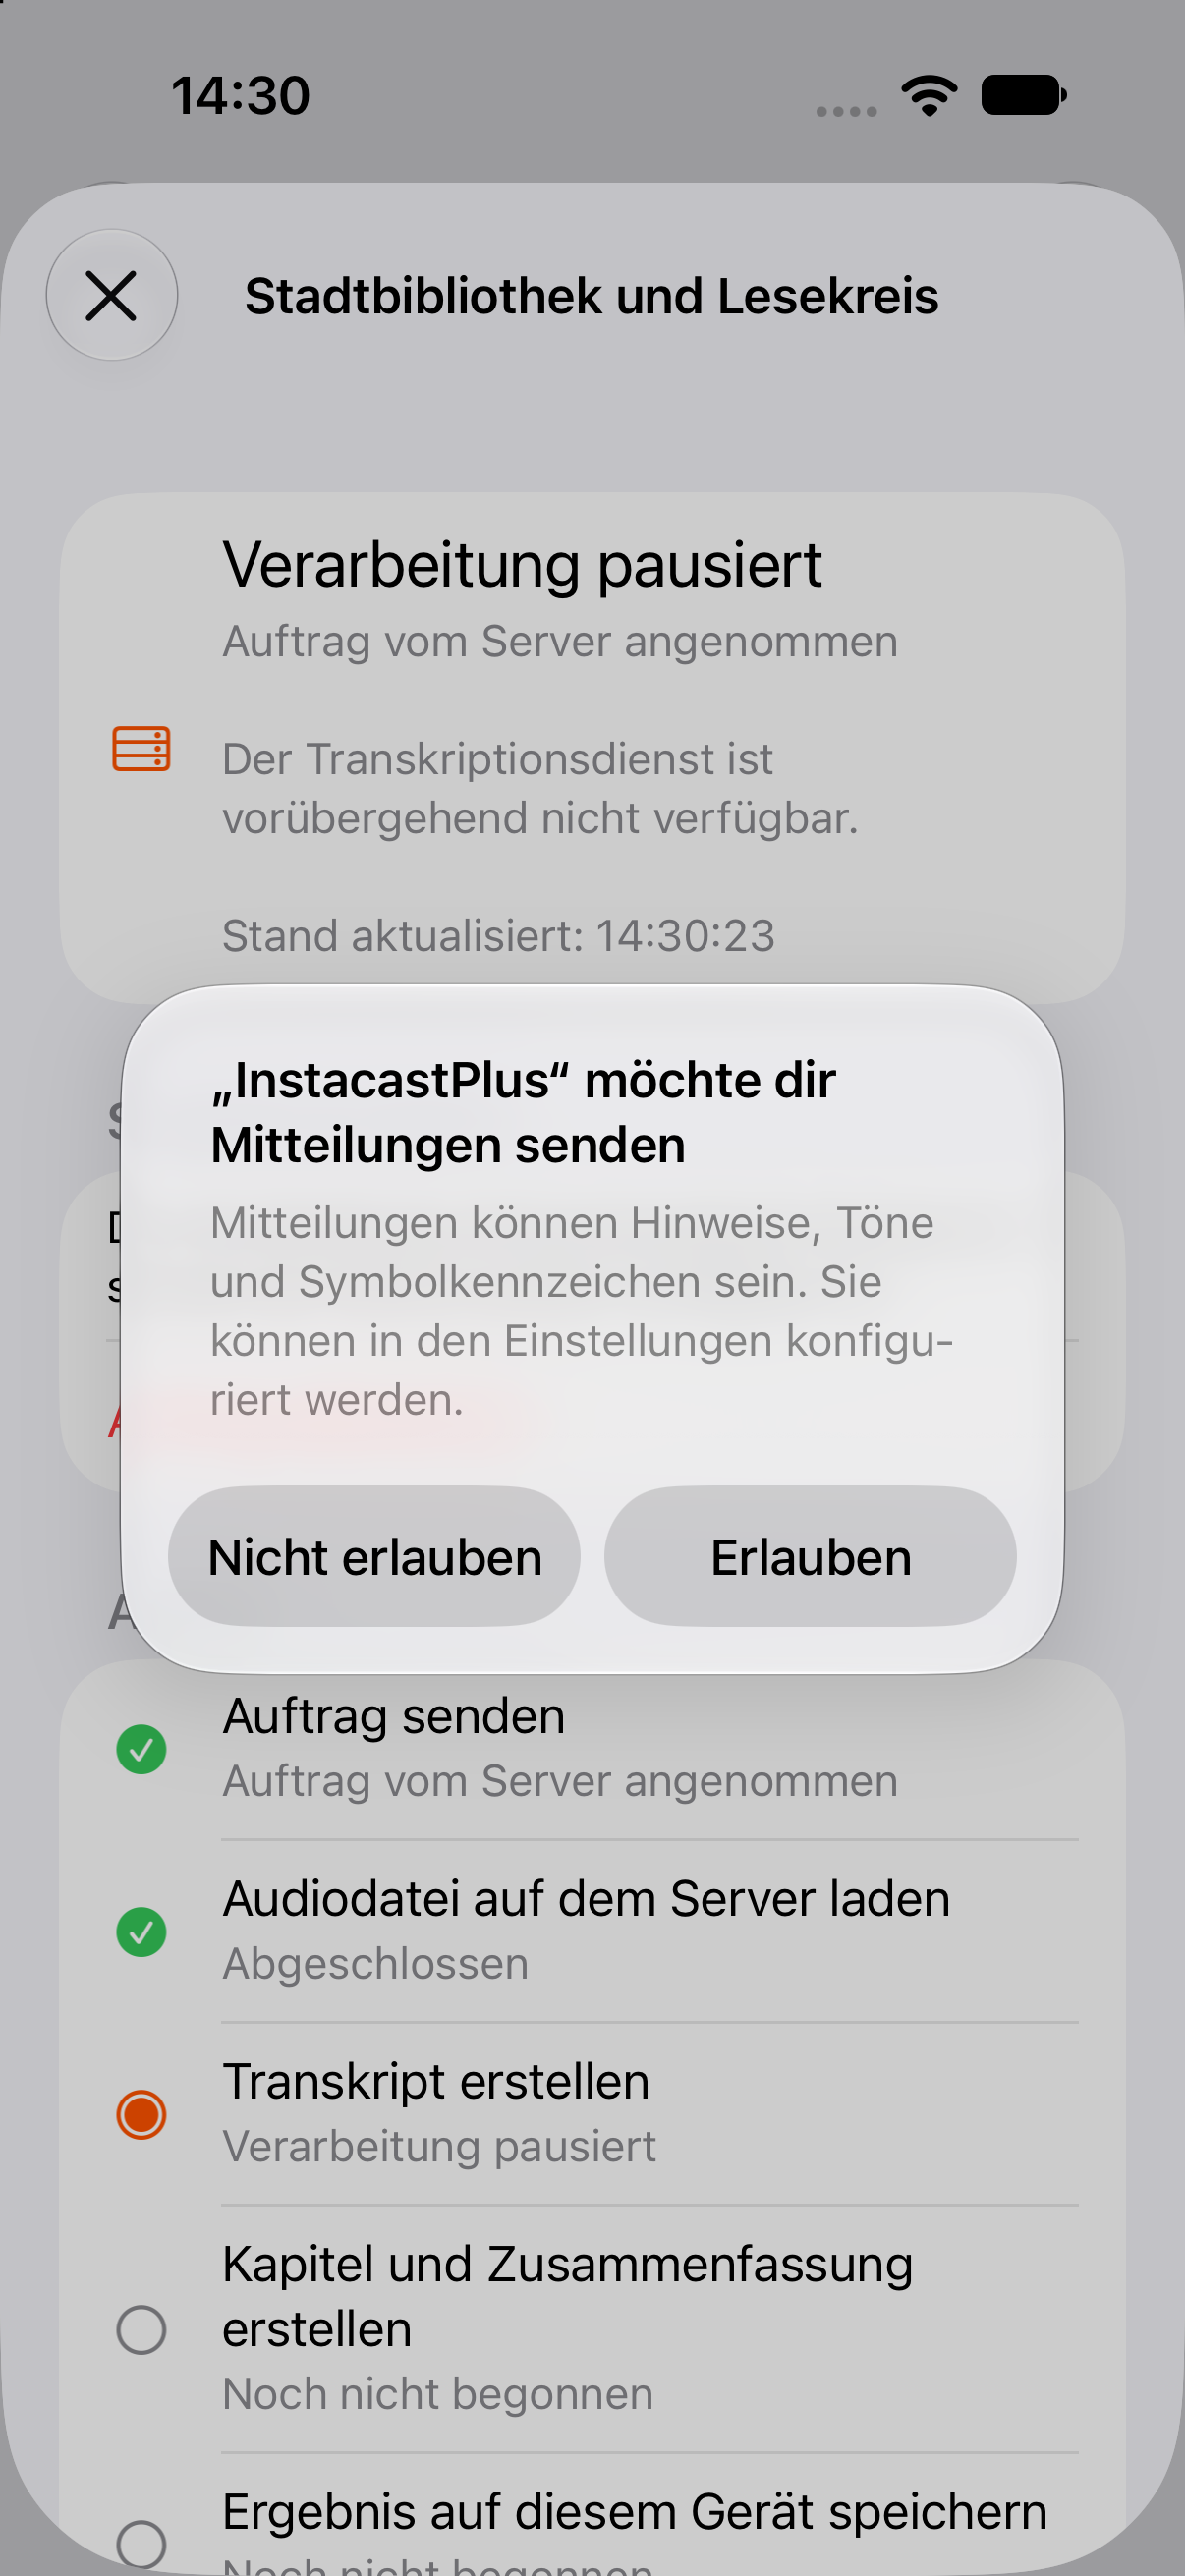 14:30
Stadtbibliothek und Lesekreis
Verarbeitung pausiert
Auftrag vom Server angenommen
Der Transkriptionsdienst ist
vorübergehend nicht verfügbar.
Stand aktualisiert: 14:30:23
„InstacastPlus“ möchte dir
Mitteilungen senden
Mitteilungen können Hinweise, Töne
und Symbolkennzeichen sein. Sie
können in den Einstellungen konfigu-
riert werden.
Nicht erlauben
Erlauben
Auftrag senden
Auftrag vom Server angenommen
Audiodatei auf dem Server laden
Abgeschlossen
Transkript erstellen
Verarbeitung pausiert
Kapitel und Zusammenfassung
erstellen
Noch nicht begonnen
Ergebnis auf diesem Gerät speichern
Noch nicht begonnen